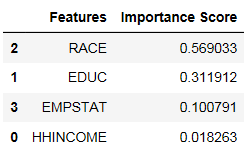 Features Importance Score
2 RACE 0.569033
1 EDUC 0.311912
3 EMPSTAT 0.100791
0 HHINCOME 0.018263